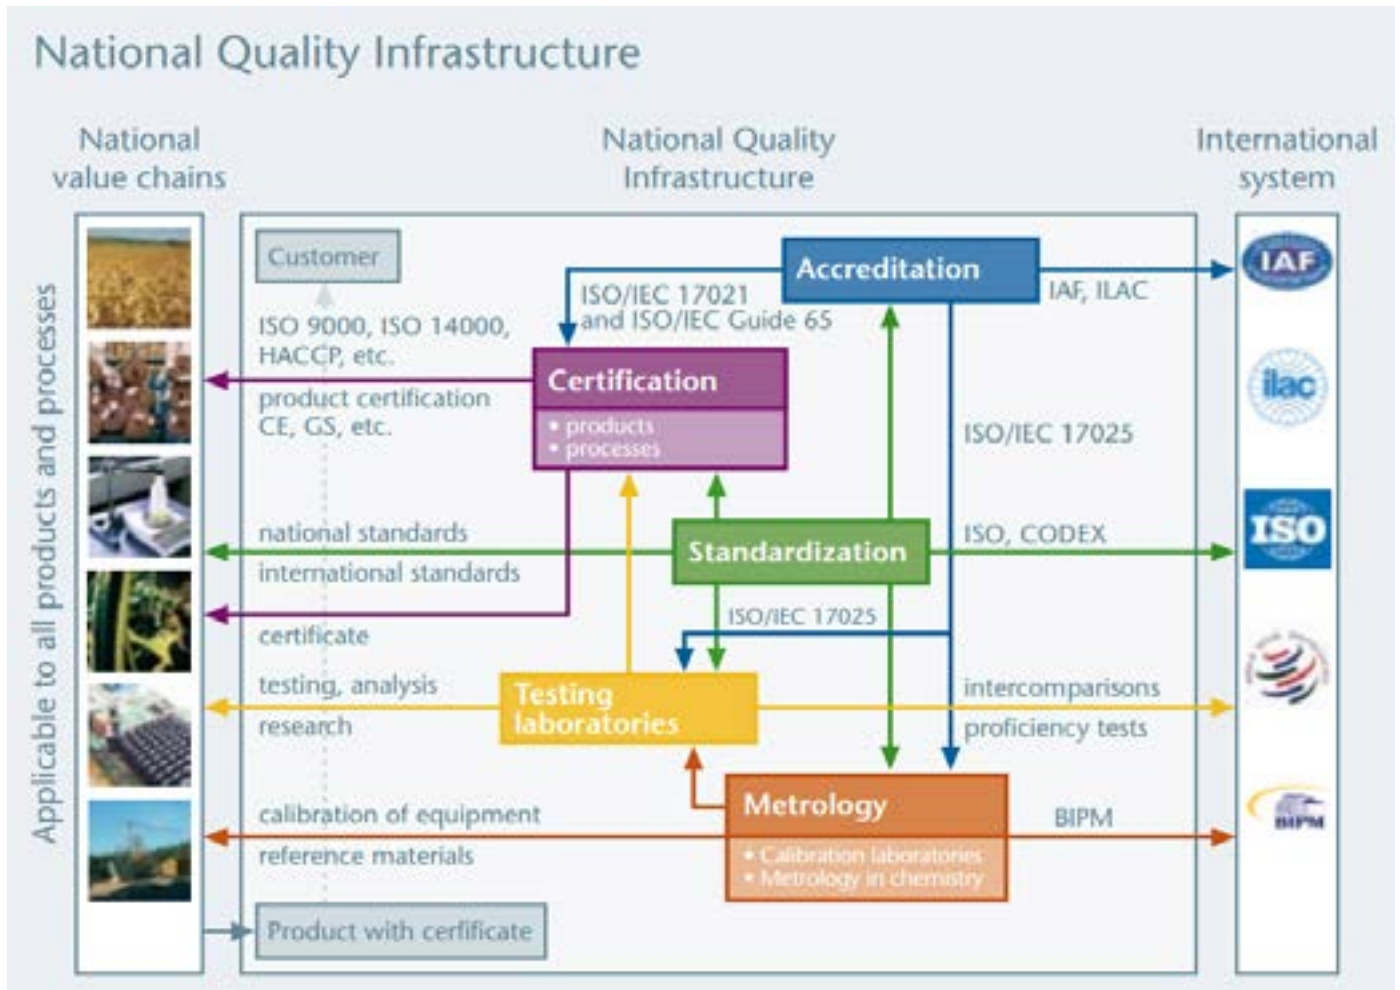 National Quality Infrastructure
National
value chains
National Quality
Infrastructure
International
system
Applicable to all products and processes
Customer
ISO 9000, ISO 14000,
HACCP, etc.
product certification
CE, GS, etc.
national standards
international standards
certificate
testing, analysis
research
calibration of equipment
reference materials
Product with cerfificate
Accreditation
ISO/IEC 17021
and ISO/IEC Guide 65
IAF, ILAC
Certification
• products
• processes
ISO/IEC 17025
Standardization
ISO, CODEX
ISO/IEC 17025
Testing
laboratories
intercomparisons
proficiency tests
Metrology
• Calibration laboratories
• Metrology in chemistry
BIPM
IAF
ilac
ISO
BIPM